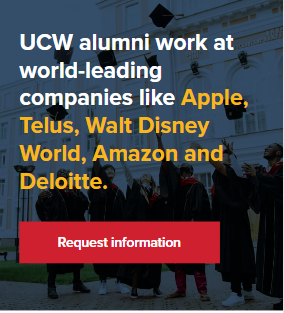 UCW alumni work at
world-leading
companies like Apple,
Telus, Walt Disney
World, Amazon and
Deloitte.
Request information